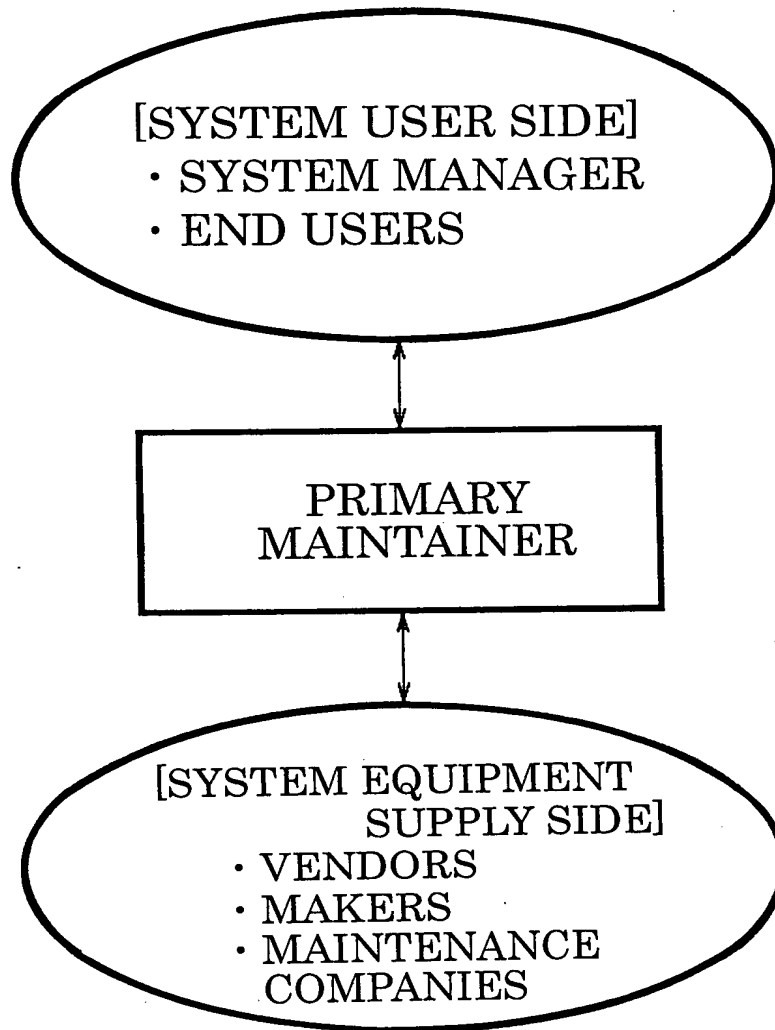 [SYSTEM USER SIDE]
· SYSTEM MANAGER
· END USERS
PRIMARY
MAINTAINER
[SYSTEM EQUIPMENT
SUPPLY SIDE]
· VENDORS
· MAKERS
· MAINTENANCE
COMPANIES